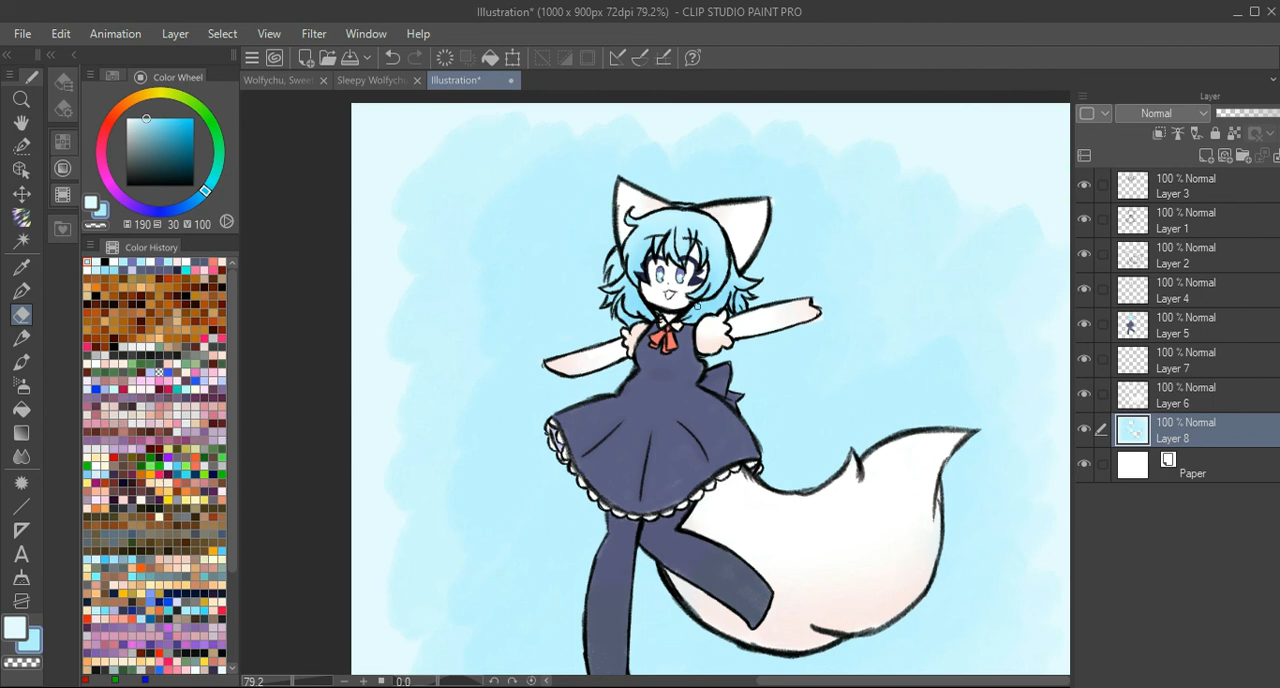 Illustration* (1000 x 900px 72dpi 79.2%) - CLIP STUDIO PAINT PRO
File Edit Animation Layer Select View Filter Window Help
Color Wheel
Wolfychu, Sweet
Sleepy Wolfychu
Illustration*
Layer
Normal
H 190 S 30 V 100
Color History
100 % Normal
Layer 3
100 % Normal
Layer 1
100 % Normal
Layer 2
100 % Normal
Layer 4
100 % Normal
Layer 5
100 % Normal
Layer 7
100 % Normal
Layer 6
100 % Normal
Layer 8
Paper
79.2
0.0